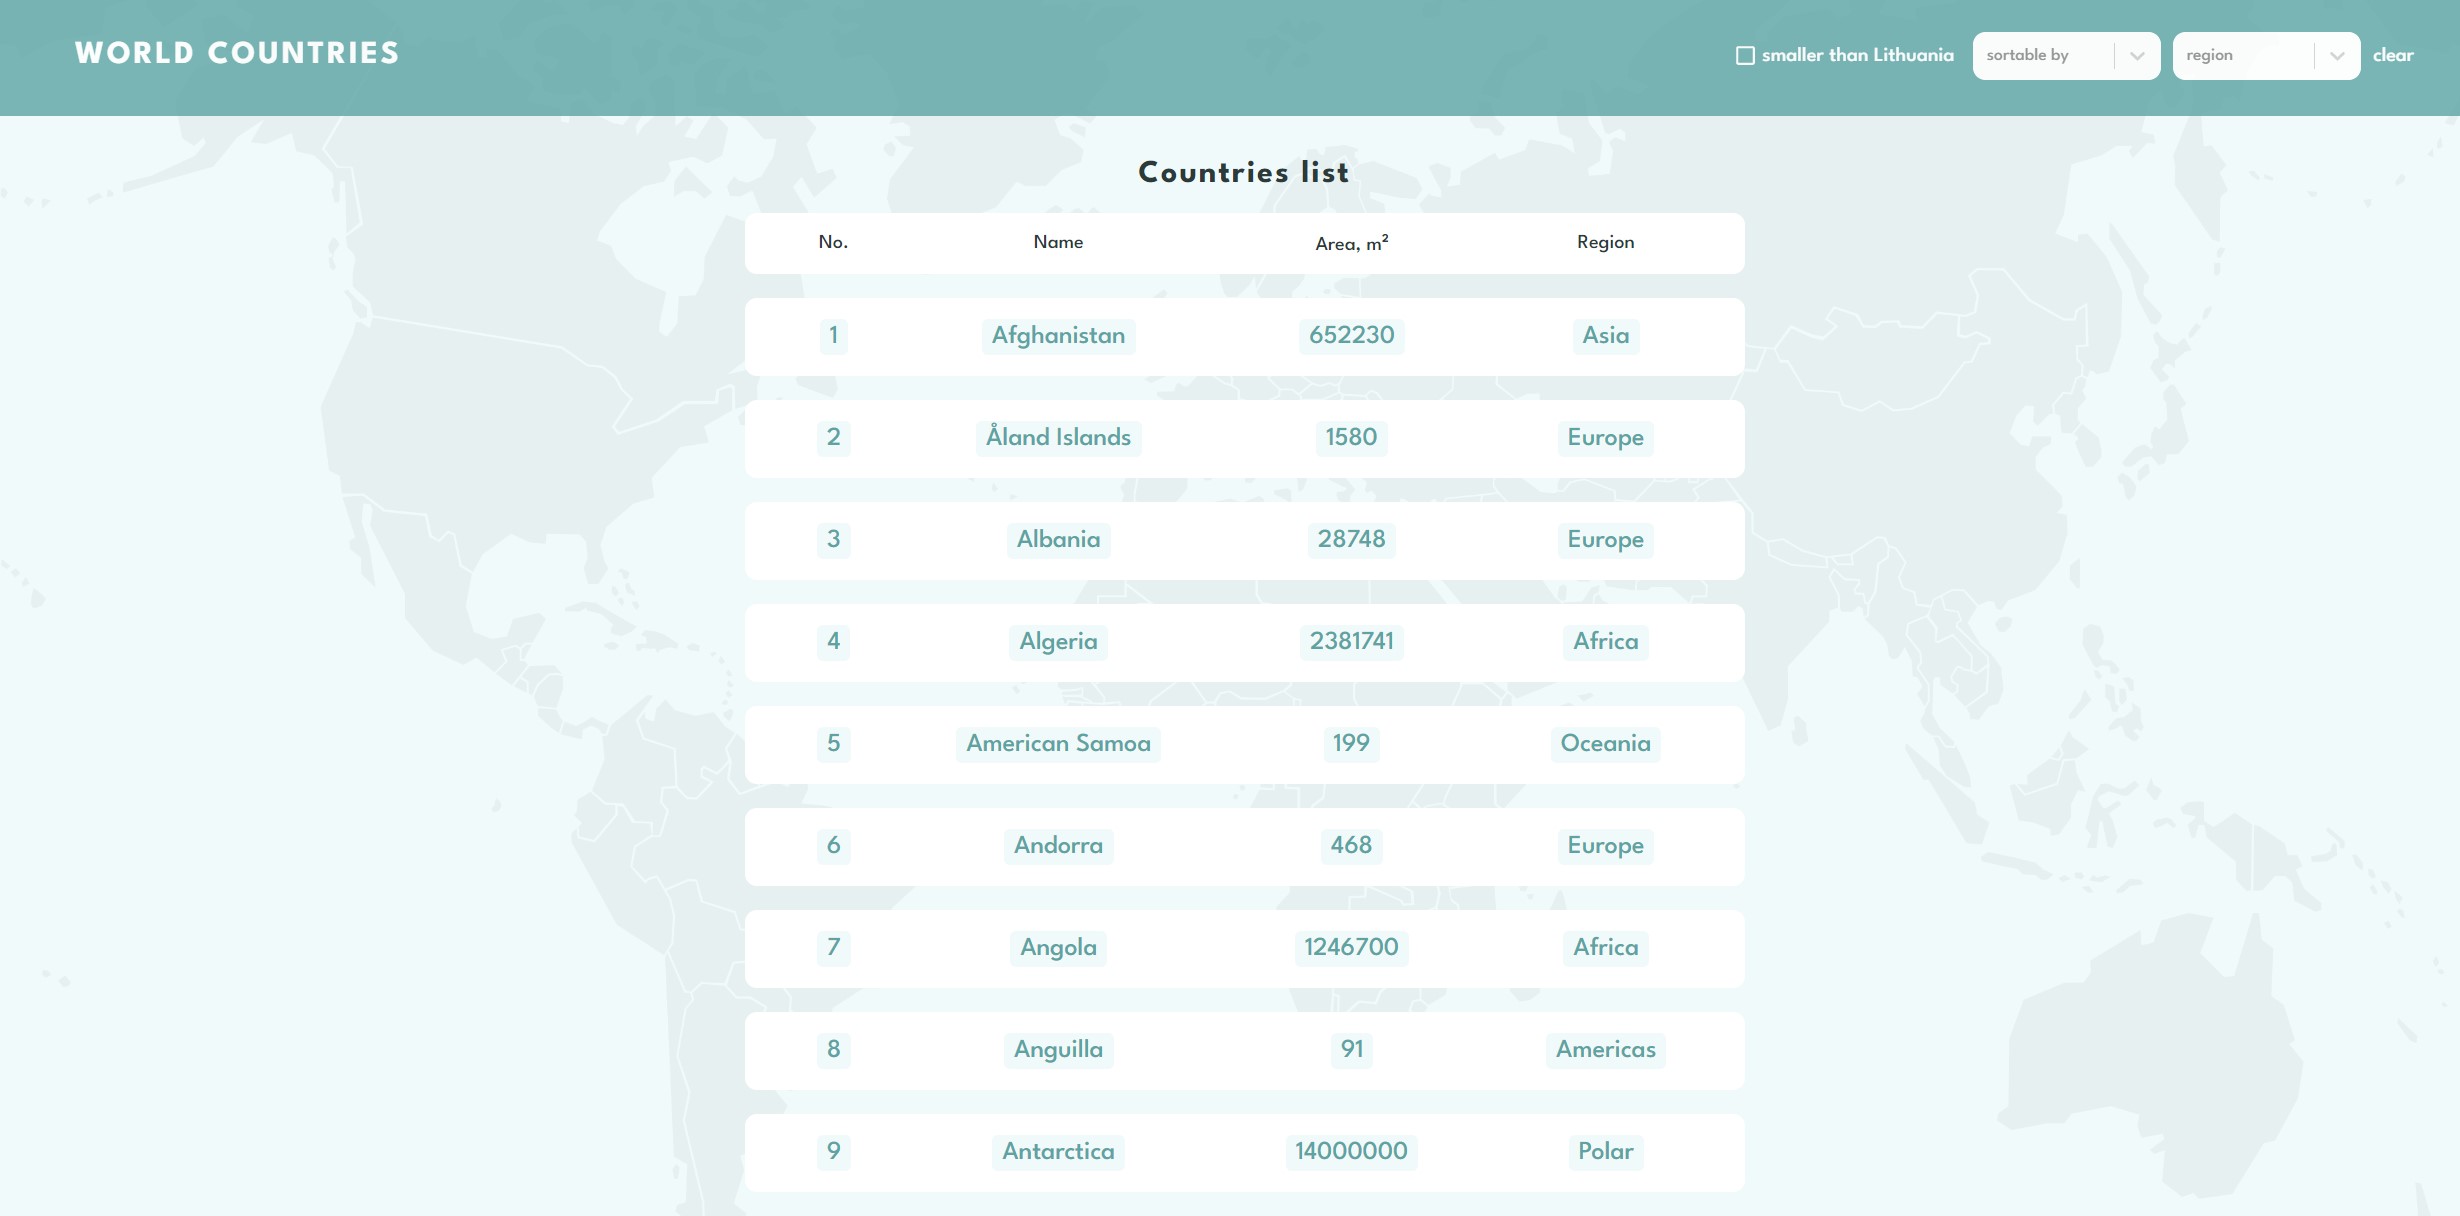 WORLD COUNTRIES
smaller than Lithuania sortable by region clear
Countries list
No. Name Area, m² Region
1 Afghanistan 652230 Asia
2 Åland Islands 1580 Europe
3 Albania 28748 Europe
4 Algeria 2381741 Africa
5 American Samoa 199 Oceania
6 Andorra 468 Europe
7 Angola 1246700 Africa
8 Anguilla 91 Americas
9 Antarctica 14000000 Polar